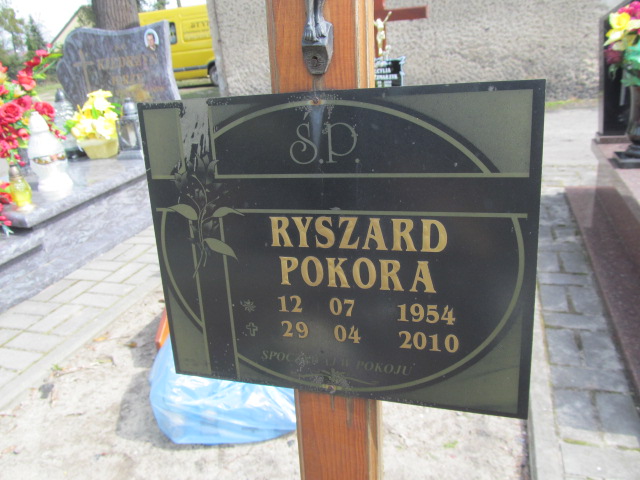 Ś.P.
RYSZARD
POKORA
* 12 07 1954
✝ 29 04 2010
W POKOJU